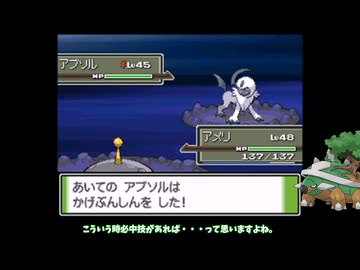 アブソル♂ Lv45
HP
アメリ Lv48
HP
137/137
あいての アブソルは
かげぶんしんを した!
こういう時必中技があれば・・・って思いますよね。